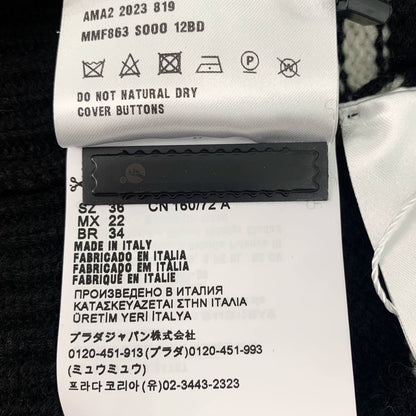 AMA2 2023 819
MMF863 S000 12BD
P
DO NOT NATURAL DRY
COVER BUTTONS
SZ 36 CN 160/72 A
MX 22
BR 34
MADE IN ITALY
FABRICADO EN ITALIA
FABRICADO EM ITÁLIA
FABRIQUÉ EN ITALIE
ПРОИЗВЕДЕНО В ИТАЛИЯ
ΚΑΤΑΣΚΕΥΑΖΕΤΑΙ ΣΤΗΝ ΙΤΑΛΙΑ
ÜRETİM YERİ İTALYA
プラダジャパン株式会社
0120-451-913 (プラダ) 0120-451-993
(ミュウミュウ)
프라다코리아 (유) 02-3443-2323